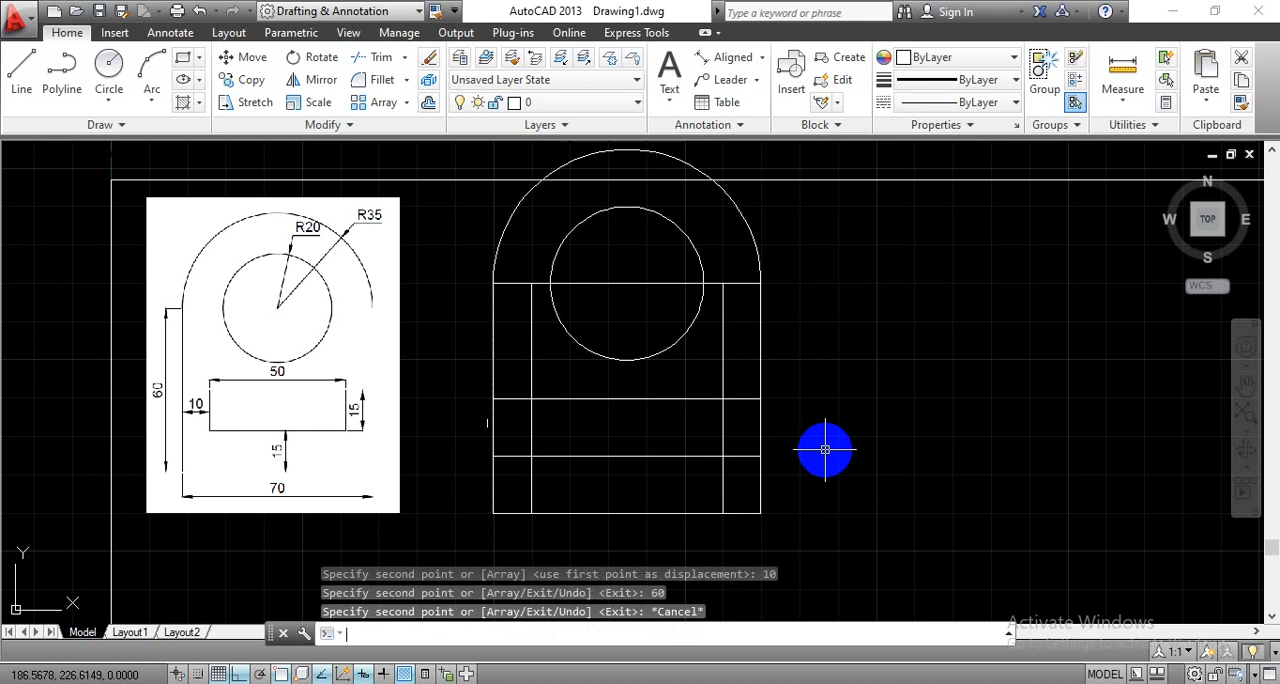 Drafting & Annotation
AutoCAD 2013 Drawing1.dwg
Type a keyword or phrase
Sign In
Home Insert Annotate Layout Parametric View Manage Output Plug-ins Online Express Tools
Line Polyline Circle Arc
Move Rotate Trim
Copy Mirror Fillet
Stretch Scale Array
Unsaved Layer State
0
Text
Aligned
Leader
Table
Insert
Create
Edit
ByLayer
ByLayer
ByLayer
Group
Measure
Paste
Draw Modify Layers Annotation Block Properties Groups Utilities Clipboard
N
W TOP E
S
WCS
R35
R20
50
60
10
15
15
70
Y
X
Specify second point or [Array] <use first point as displacement>: 10
Specify second point or [Array/Exit/Undo] <Exit>: 60
Specify second point or [Array/Exit/Undo] <Exit>: *Cancel*
Activate Windows
Go to Settings to activate Windows.
Model Layout1 Layout2
1:1
186.5678, 226.6149, 0.0000
MODEL